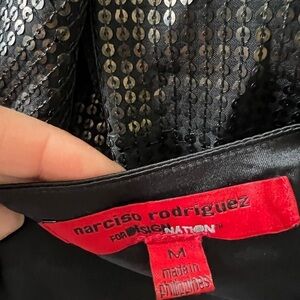 narciso rodriguez
FOR DESIGNATION
M
made in
philippines